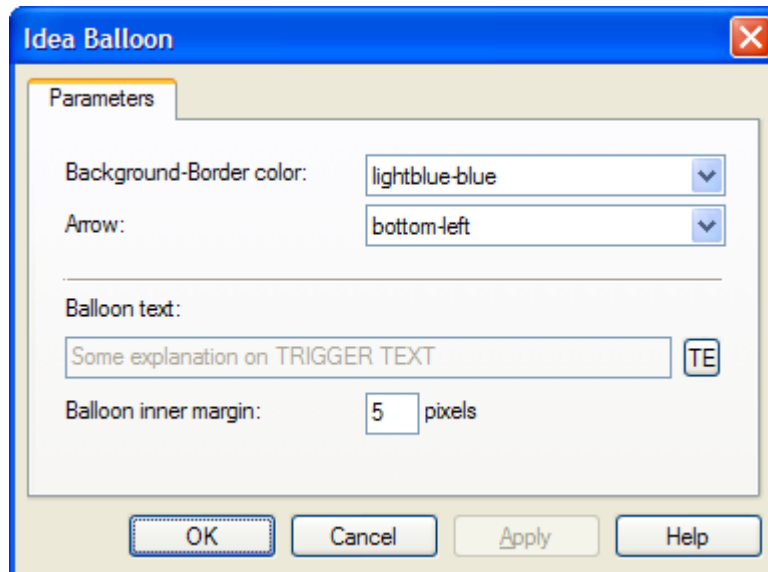 Idea Balloon
Parameters
Background-Border color: lightblue-blue
Arrow: bottom-left
Balloon text:
Some explanation on TRIGGER TEXT TE
Balloon inner margin: 5 pixels
OK Cancel Apply Help